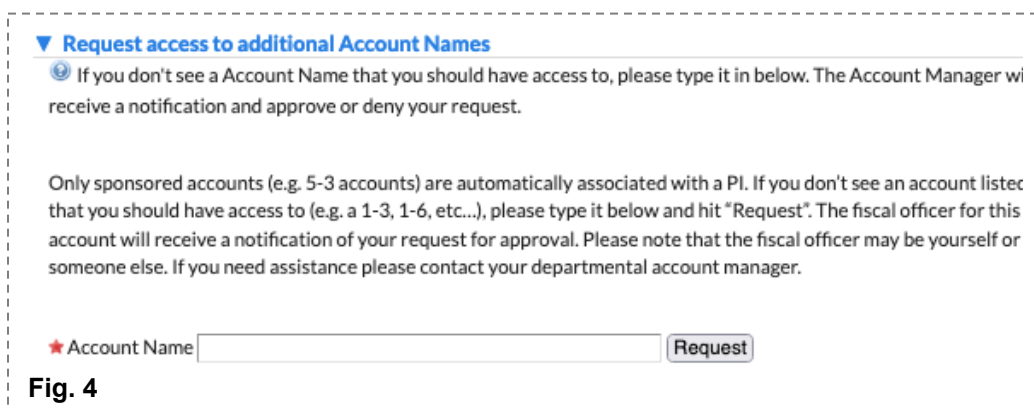 ▼ Request access to additional Account Names
If you don't see a Account Name that you should have access to, please type it in below. The Account Manager wi
receive a notification and approve or deny your request.
Only sponsored accounts (e.g. 5-3 accounts) are automatically associated with a PI. If you don't see an account listed
that you should have access to (e.g. a 1-3, 1-6, etc...), please type it below and hit “Request”. The fiscal officer for this
account will receive a notification of your request for approval. Please note that the fiscal officer may be yourself or
someone else. If you need assistance please contact your departmental account manager.
Account Name Request
Fig. 4